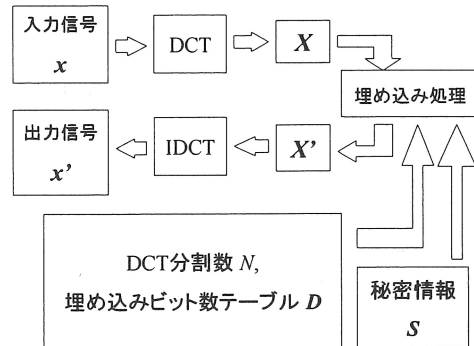 入力信号
x
DCT
X
埋め込み処理
出力信号
x'
IDCT
X'
DCT分割数 N,
埋め込みビット数テーブル D
秘密情報
S